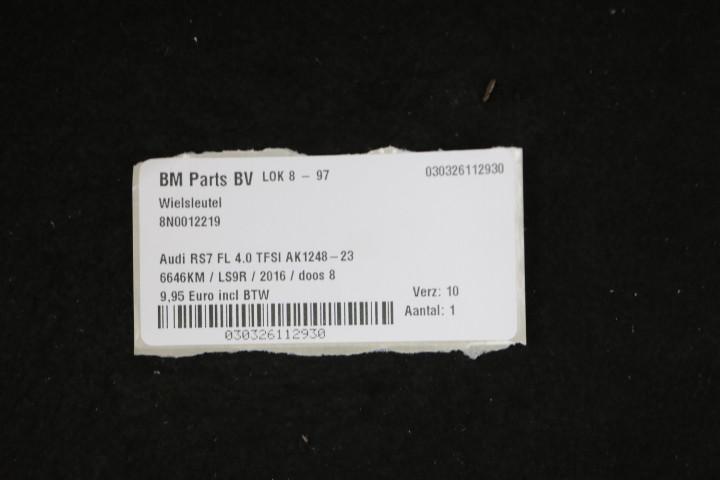 BM Parts BV LOK 8 - 97 030326112930
Wielsleutel
8N0012219
Audi RS7 FL 4.0 TFSI AK1248-23
6646KM / LS9R / 2016 / doos 8
9,95 Euro incl BTW Verz: 10
Aantal: 1
030326112930